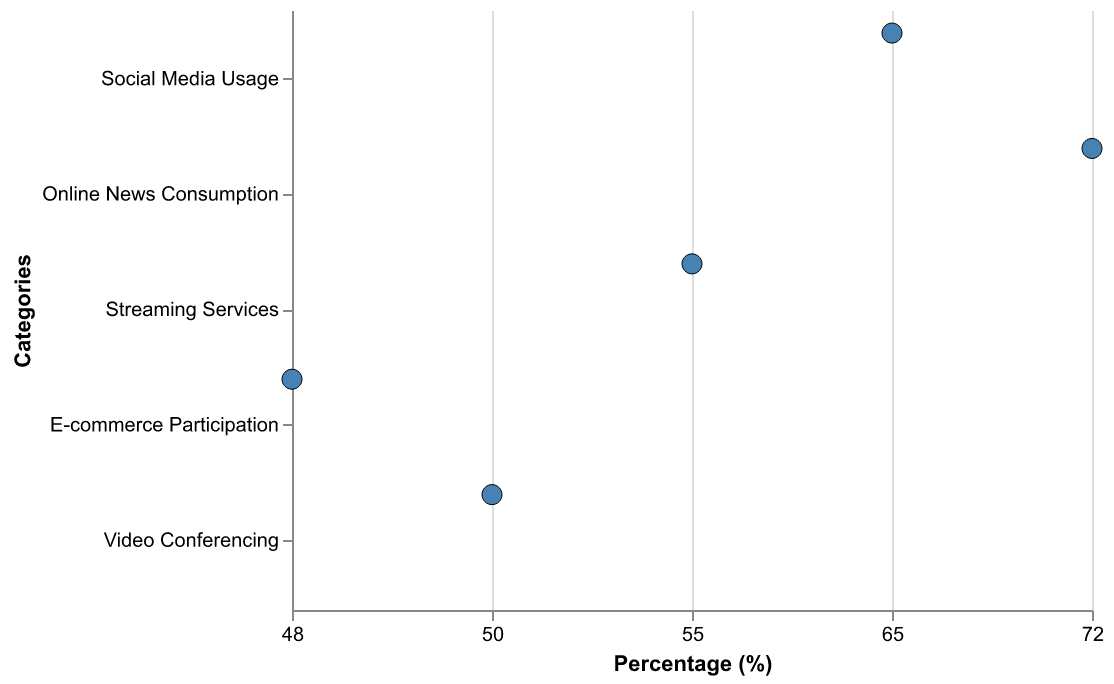 Categories
Social Media Usage
Online News Consumption
Streaming Services
E-commerce Participation
Video Conferencing
48 50 55 65 72
Percentage (%)